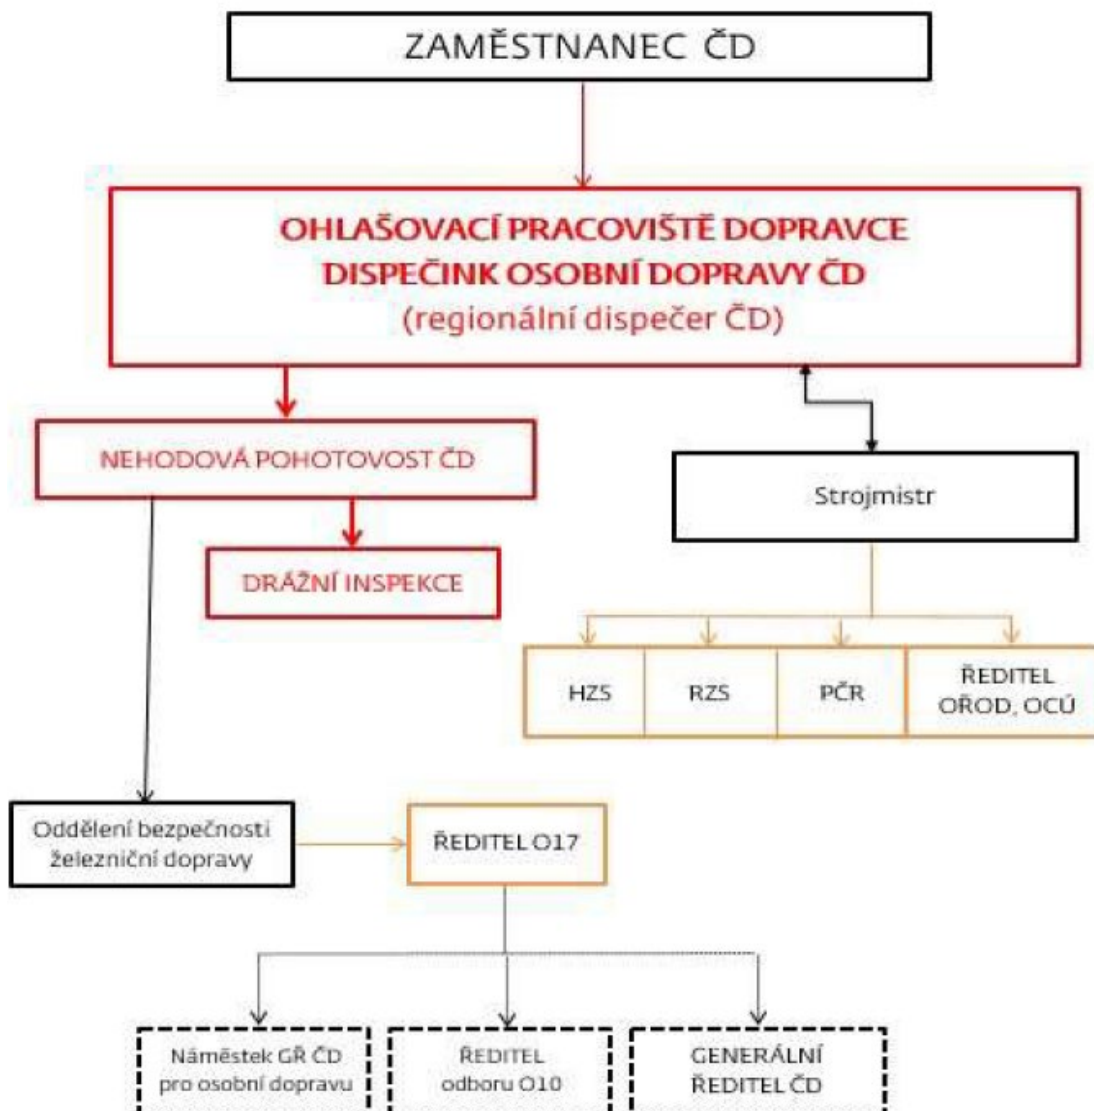 ZAMĚSTNANEC ČD
OHLAŠOVACÍ PRACOVIŠTĚ DOPRAVCE
DISPEČINK OSOBNÍ DOPRAVY ČD
(regionální dispečer ČD)
NEHODOVÁ POHOTOVOST ČD
Strojmistr
DRÁŽNÍ INSPEKCE
HZS
RZS
PČR
ŘEDITEL
OŘOD, OCÚ
Oddělení bezpečnosti
železniční dopravy
ŘEDITEL O17
Náměstek GŘ ČD
pro osobní dopravu
ŘEDITEL
odboru O10
GENERÁLNÍ
ŘEDITEL ČD